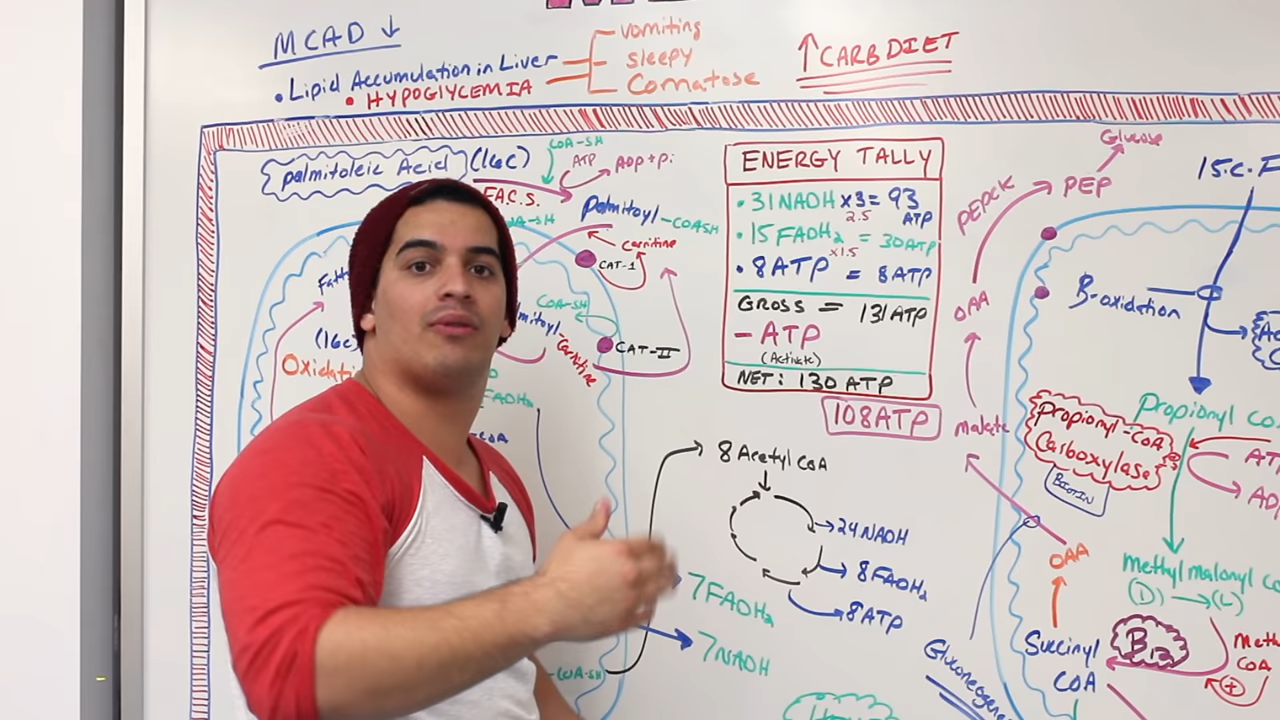 MCAD ↓
• Lipid Accumulation in Liver
• HYPOGLYCEMIA
vomiting
sleepy
Comatose
↑ CARB DIET
palmitoleic Acid (16c)
CoA-SH
ATP
ADP + Pi
F.A.C.S.
palmitoyl-COASH
Carnitine
CAT-1
CoA-SH
CAT-II
Carnitine
(16c)
FADH₂
ENERGY TALLY
• 31 NADH x3 = 93 ATP
2.5
• 15 FADH₂ = 30 ATP
x1.5
• 8 ATP = 8 ATP
GROSS = 131 ATP
- ATP
(Activate)
NET: 130 ATP
108 ATP
8 Acetyl CoA
24 NADH
8 FADH₂
8 ATP
7 FADH₂
7 NADH
-COA-SH
Glucose
PEP
PEPCK
OAA
malate
OAA
Succinyl
COA
15.C.F
B-oxidation
Propionyl Co
Propionyl-CoA
Carboxylase
BIOTIN
Methyl malonyl Co
(D) → (L)
B₁₂
CoA